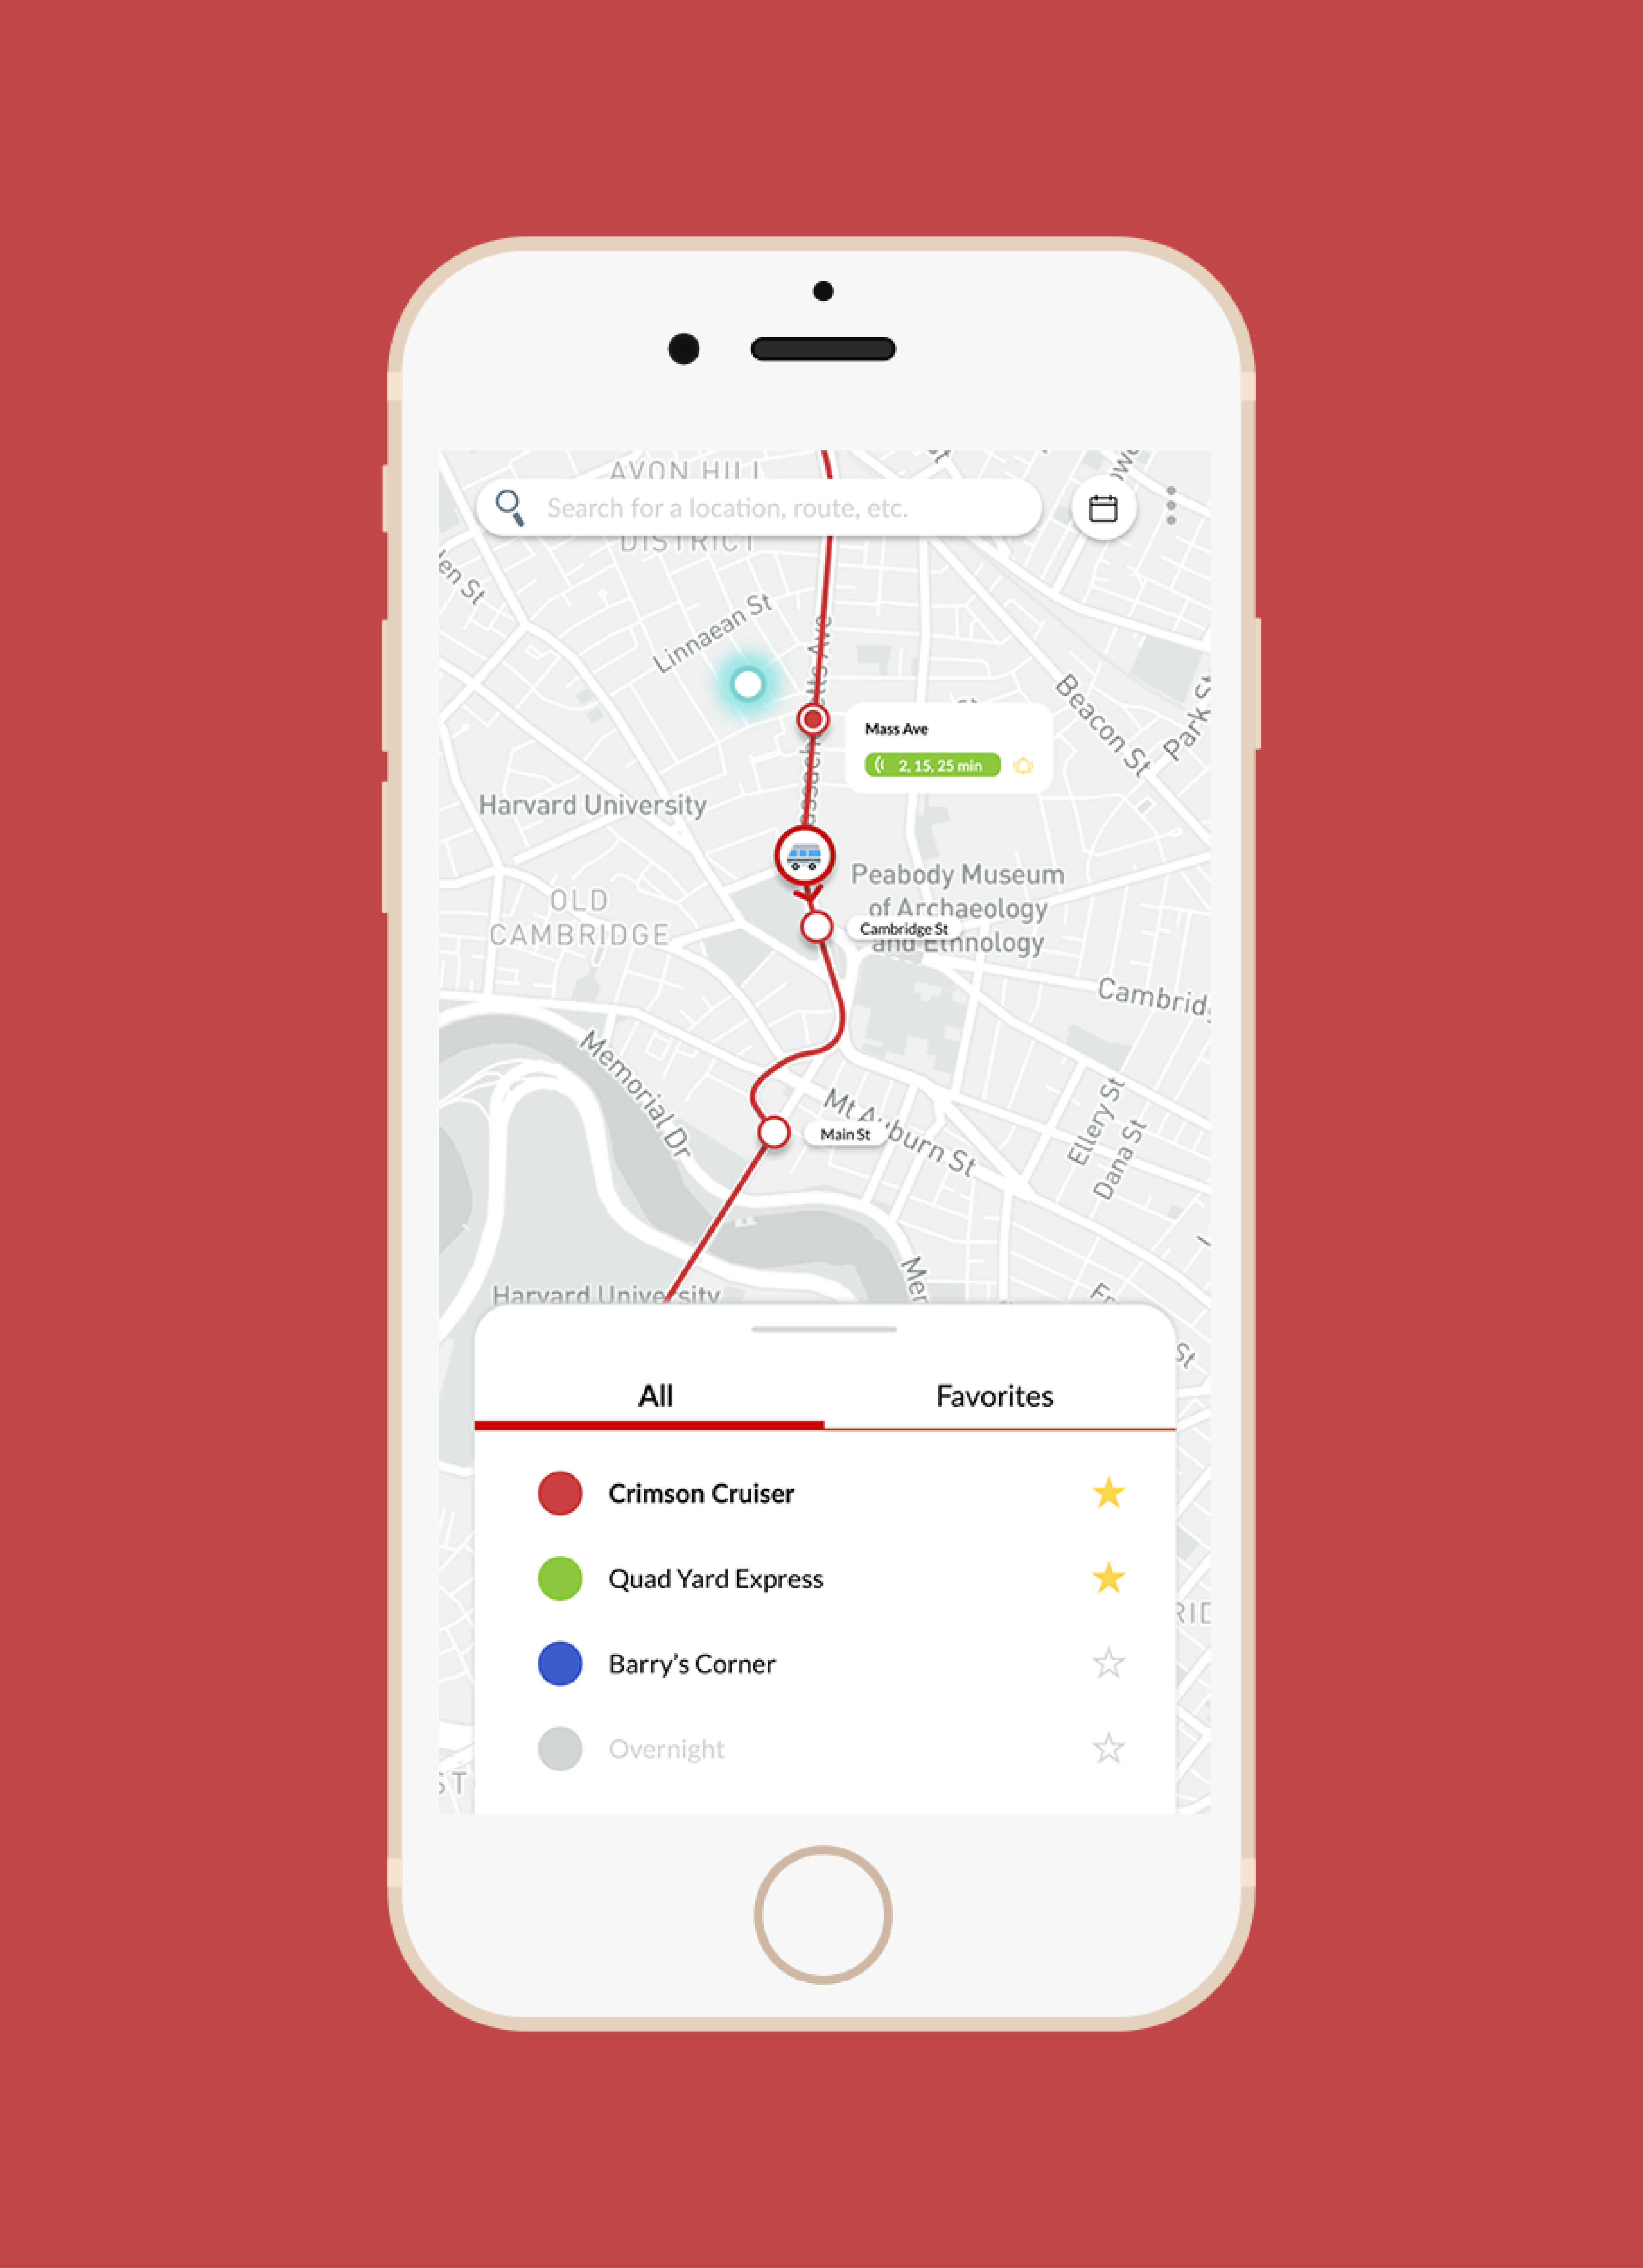 AVON HILL
Search for a location, route, etc.
DISTRICT
Linnaean St
Beacon St
Park St
Mass Ave
2, 15, 25 min
Harvard University
Peabody Museum
of Archaeology
and Ethnology
OLD
CAMBRIDGE
Cambridge St
Memorial Dr
Mt Auburn St
Main St
Ellery St
Dana St
Harvard University
St
All
Favorites
Crimson Cruiser
Quad Yard Express
Barry's Corner
Overnight